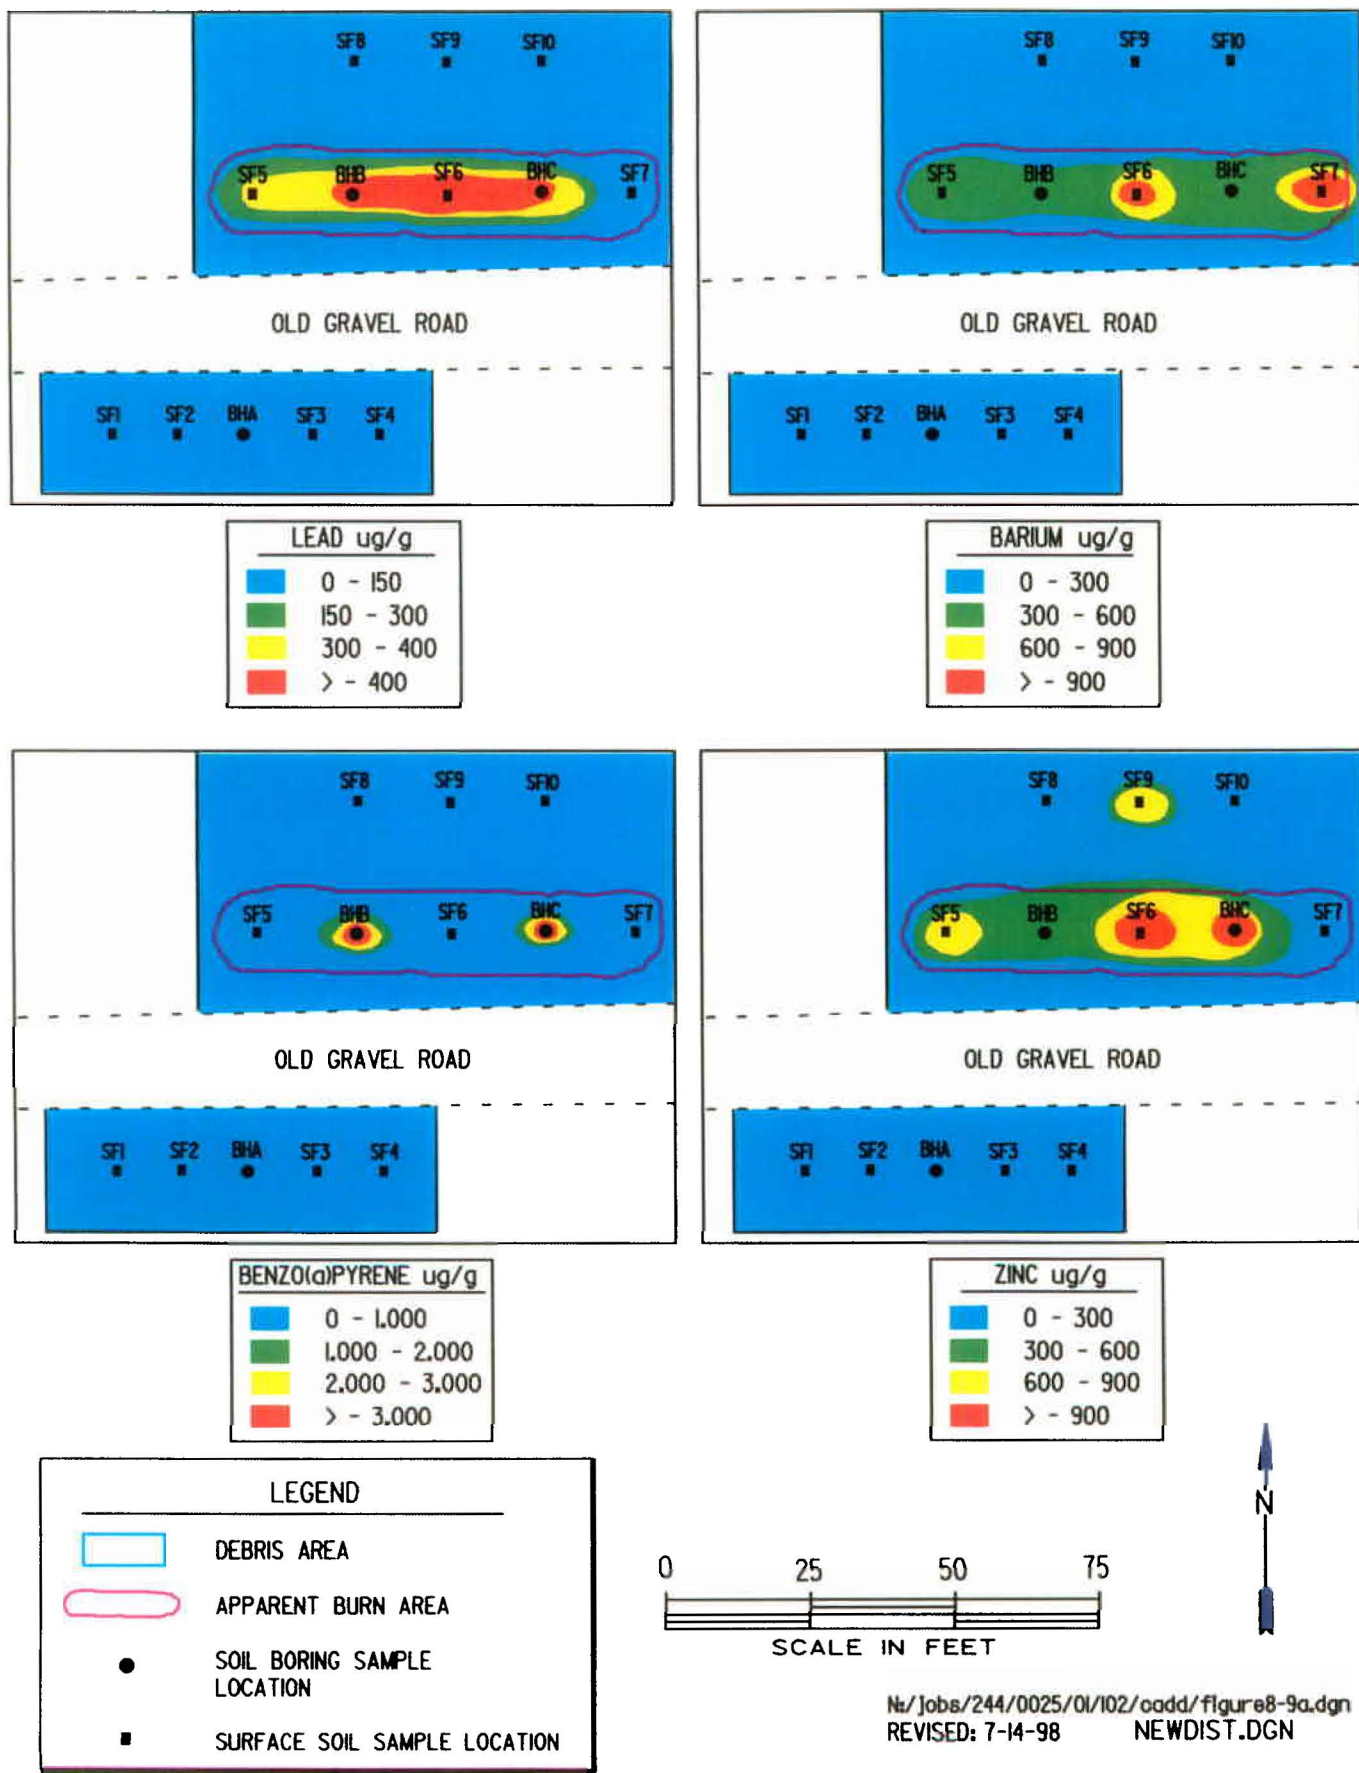 SF8 SF9 SF10
SF5 BHB SF6 BHC SF7
OLD GRAVEL ROAD
SF1 SF2 BHA SF3 SF4
LEAD ug/g
0 - 150
150 - 300
300 - 400
> - 400
SF8 SF9 SF10
SF5 BHB SF6 BHC SF7
OLD GRAVEL ROAD
SF1 SF2 BHA SF3 SF4
BARIUM ug/g
0 - 300
300 - 600
600 - 900
> - 900
SF8 SF9 SF10
SF5 BHB SF6 BHC SF7
OLD GRAVEL ROAD
SF1 SF2 BHA SF3 SF4
BENZO(a)PYRENE ug/g
0 - 1.000
1.000 - 2.000
2.000 - 3.000
> - 3.000
SF8 SF9 SF10
SF5 BHB SF6 BHC SF7
OLD GRAVEL ROAD
SF1 SF2 BHA SF3 SF4
ZINC ug/g
0 - 300
300 - 600
600 - 900
> - 900
LEGEND
DEBRIS AREA
APPARENT BURN AREA
SOIL BORING SAMPLE
LOCATION
SURFACE SOIL SAMPLE LOCATION
0 25 50 75
SCALE IN FEET
N
N:/jobs/244/0025/01/102/cadd/figure8-9a.dgn
REVISED: 7-14-98 NEWDIST.DGN